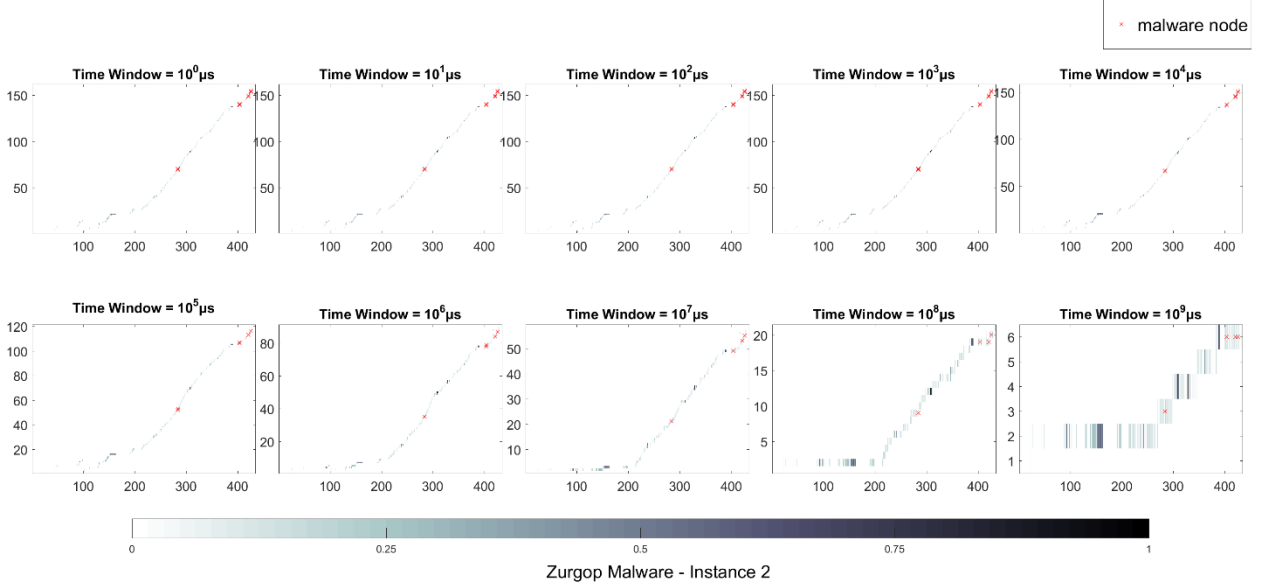 × malware node
Time Window = 10⁰µs
Time Window = 10¹µs
Time Window = 10²µs
Time Window = 10³µs
Time Window = 10⁴µs
150 150 150 150 150
100 100 100 100 100
50 50 50 50 50
100 200 300 400 100 200 300 400 100 200 300 400 100 200 300 400 100 200 300 400
Time Window = 10⁵µs
Time Window = 10⁶µs
Time Window = 10⁷µs
Time Window = 10⁸µs
Time Window = 10⁹µs
120 100 80 60 40 20
80 60 40 20
50 40 30 20 10
20 15 10 5
6 5 4 3 2 1
100 200 300 400 100 200 300 400 100 200 300 400 100 200 300 400 100 200 300 400
0 0.25 0.5 0.75 1
Zurgop Malware - Instance 2